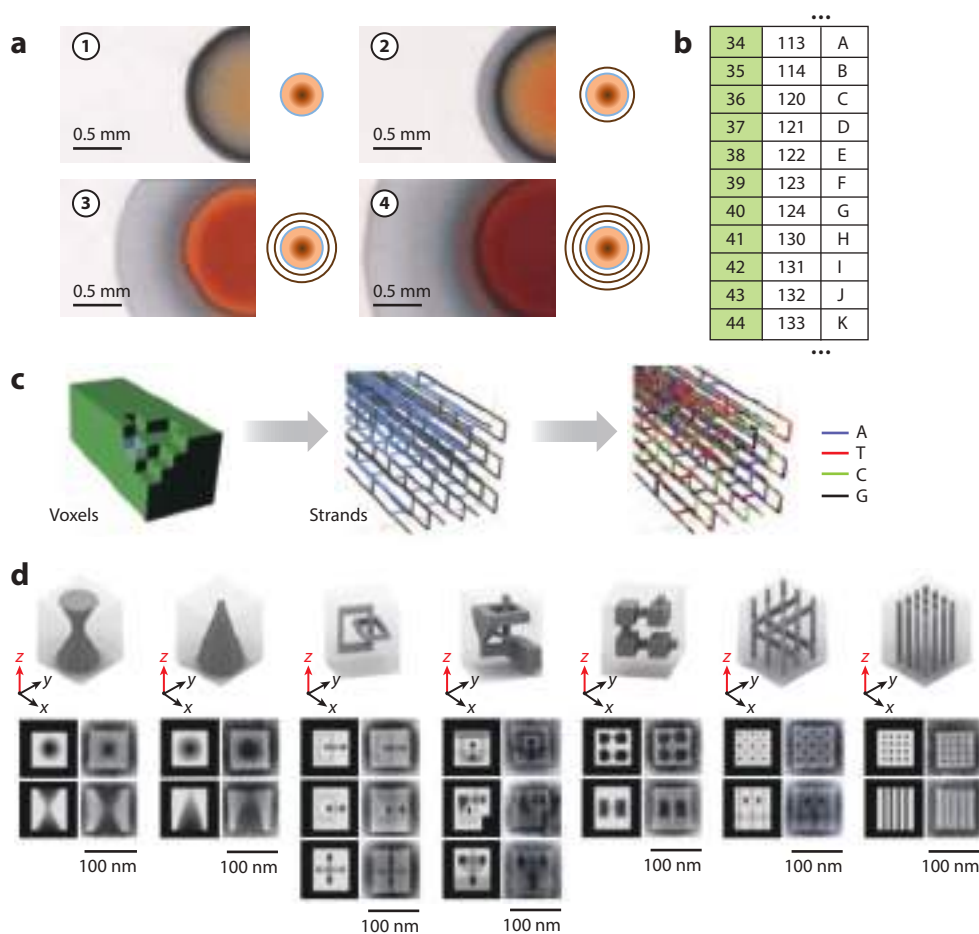 a
1
0.5 mm
2
0.5 mm
3
0.5 mm
4
0.5 mm
b
...
34 113 A
35 114 B
36 120 C
37 121 D
38 122 E
39 123 F
40 124 G
41 130 H
42 131 I
43 132 J
44 133 K
...
c
Voxels
Strands
A
T
C
G
d
z y x
z y x
z y x
z y x
z y x
z y x
z y x
100 nm
100 nm
100 nm
100 nm
100 nm
100 nm
100 nm